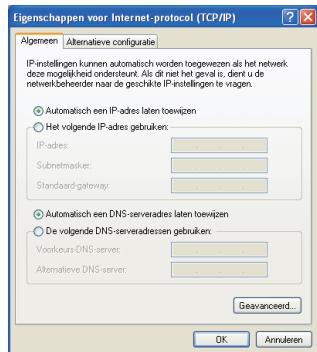 Eigenschappen voor Internet-protocol (TCP/IP)
Algemeen
Alternatieve configuratie
IP-instellingen kunnen automatisch worden toegewezen als het netwerk
deze mogelijkheid ondersteunt. Als dit niet het geval is, dient u de
netwerkbeheerder naar de geschikte IP-instellingen te vragen.
Automatisch een IP-adres laten toewijzen
Het volgende IP-adres gebruiken:
IP-adres:
Subnetmasker:
Standaard-gateway:
Automatisch een DNS-serveradres laten toewijzen
De volgende DNS-serveradressen gebruiken:
Voorkeurs-DNS-server:
Alternatieve DNS-server:
Geavanceerd...
OK
Annuleren